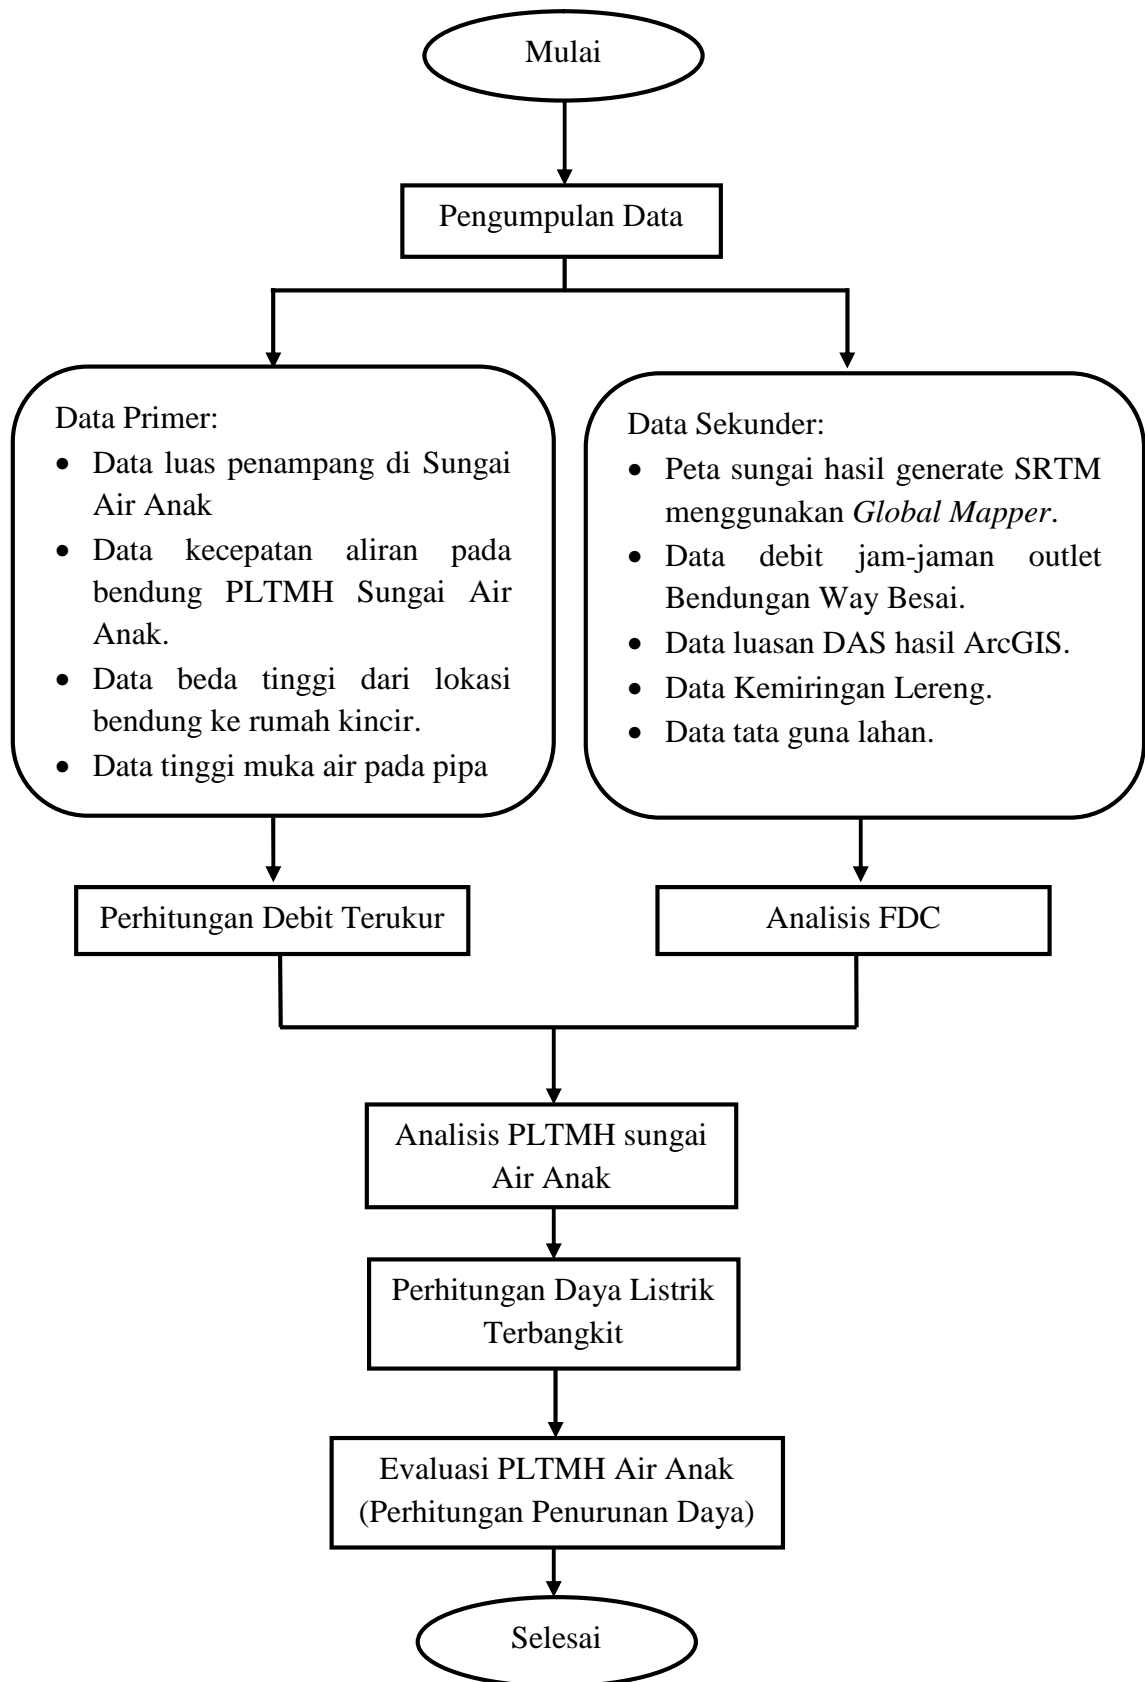 Mulai
Pengumpulan Data
Data Primer:
• Data luas penampang di Sungai
Air Anak
• Data kecepatan aliran pada
bendung PLTMH Sungai Air
Anak.
• Data beda tinggi dari lokasi
bendung ke rumah kincir.
• Data tinggi muka air pada pipa
Data Sekunder:
• Peta sungai hasil generate SRTM
menggunakan Global Mapper.
• Data debit jam-jaman outlet
Bendungan Way Besai.
• Data luasan DAS hasil ArcGIS.
• Data Kemiringan Lereng.
• Data tata guna lahan.
Perhitungan Debit Terukur
Analisis FDC
Analisis PLTMH sungai
Air Anak
Perhitungan Daya Listrik
Terbangkit
Evaluasi PLTMH Air Anak
(Perhitungan Penurunan Daya)
Selesai